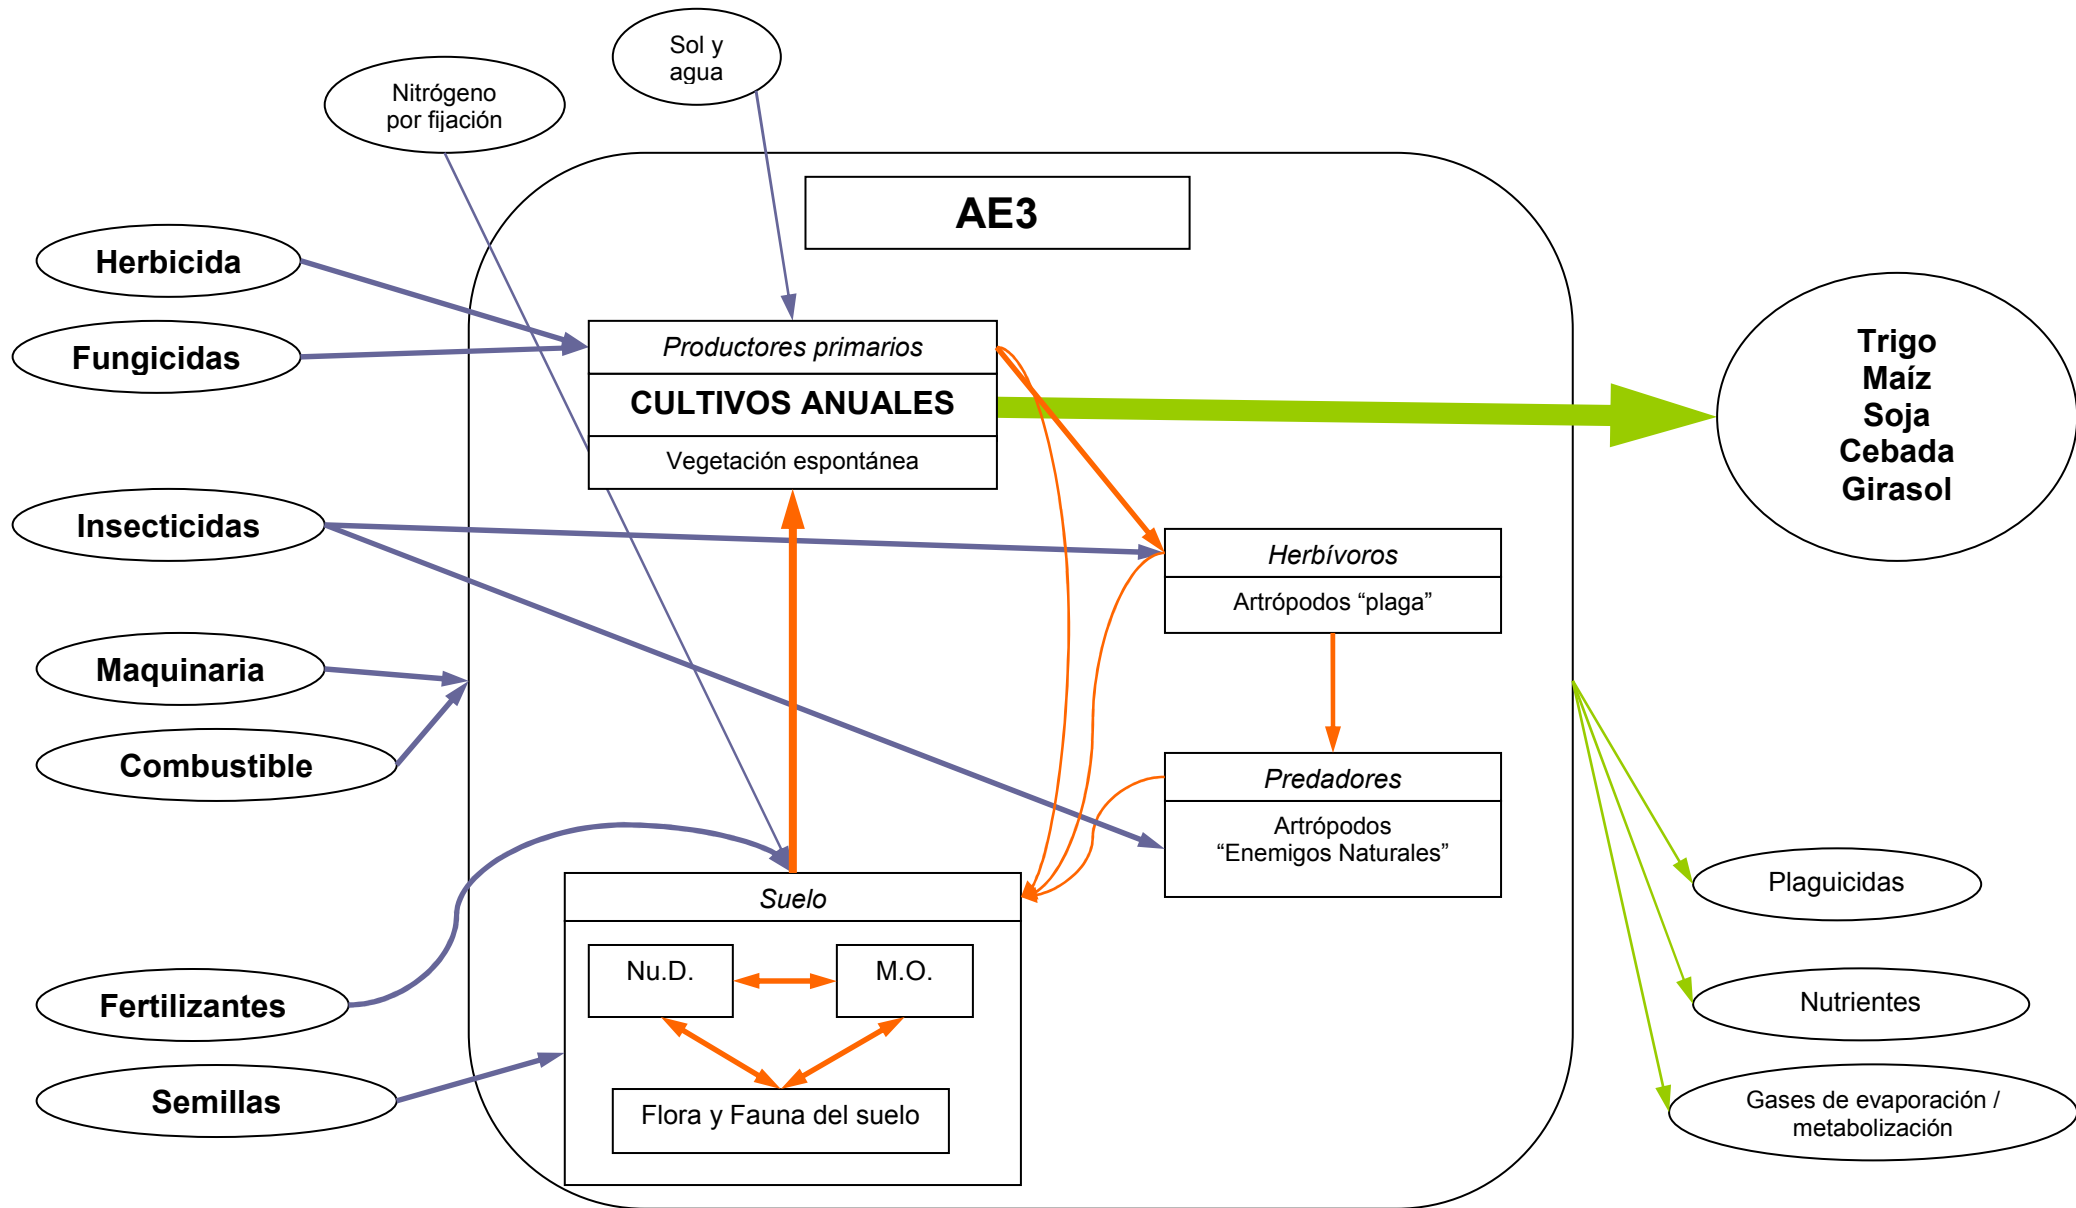 Sol y
agua
Nitrógeno
por fijación
AE3
Herbicida
Fungicidas
Productores primarios
CULTIVOS ANUALES
Vegetación espontánea
Trigo
Maíz
Soja
Cebada
Girasol
Insecticidas
Herbívoros
Artrópodos “plaga”
Maquinaria
Combustible
Predadores
Artrópodos
“Enemigos Naturales”
Plaguicidas
Suelo
Nu.D.
M.O.
Fertilizantes
Nutrientes
Semillas
Flora y Fauna del suelo
Gases de evaporación /
metabolización